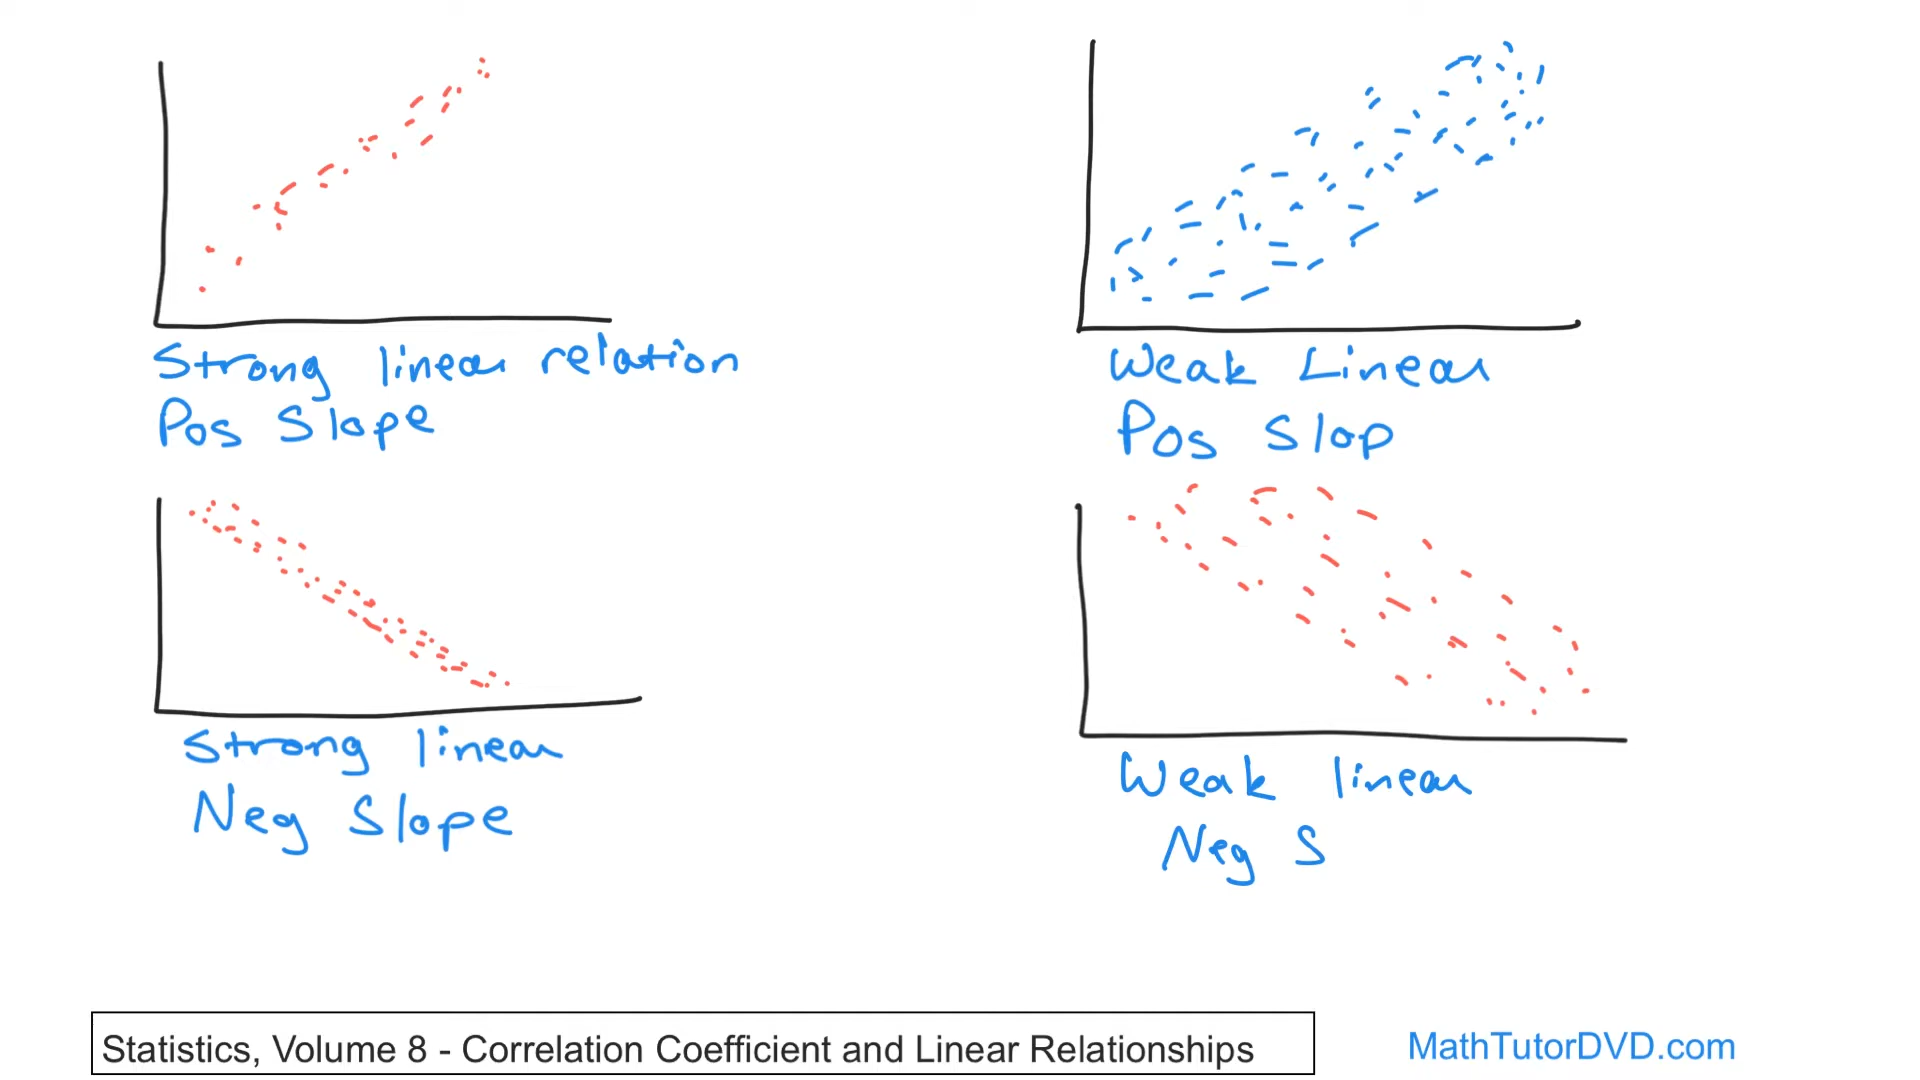 Strong linear relation
Pos Slope
Weak Linear
Pos Slop
Strong linear
Neg Slope
Weak linear
Neg S
Statistics, Volume 8 - Correlation Coefficient and Linear Relationships
MathTutorDVD.com